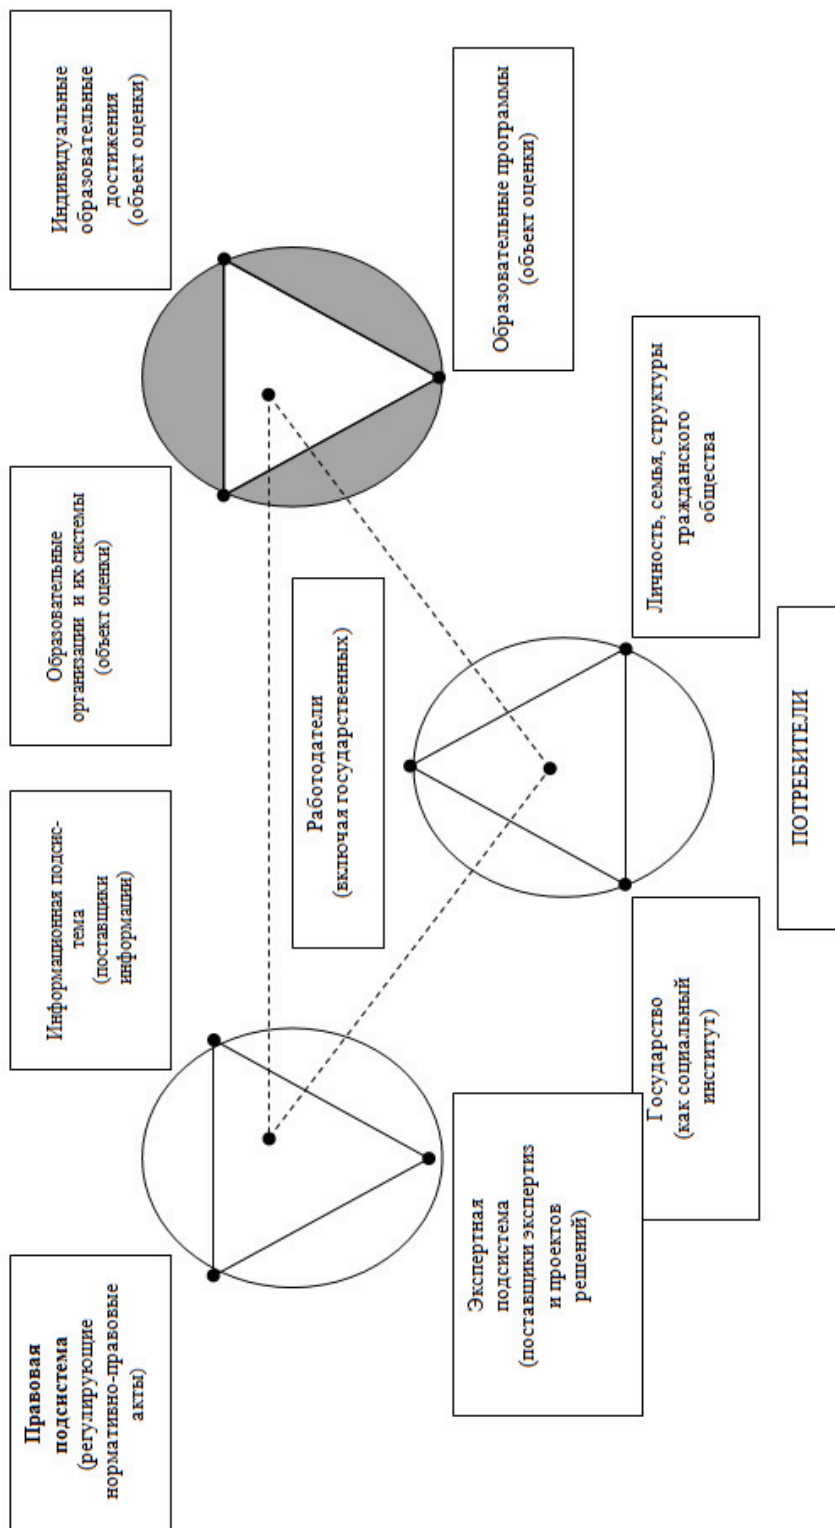 Правовая
подсистема
(регулирующие
нормативно-правовые
акты)
Информационная подсис-
тема
(поставщики
информации)
Образовательные
организации и их системы
(объект оценки)
Индивидуальные
образовательные
достижения
(объект оценки)
Работодатели
(включая государственных)
Экспертная
подсистема
(поставщики экспертиз
и проектов
решений)
Образовательные программы
(объект оценки)
Государство
(как социальный
институт)
Личность, семья, структуры
гражданского
общества
ПОТРЕБИТЕЛИ